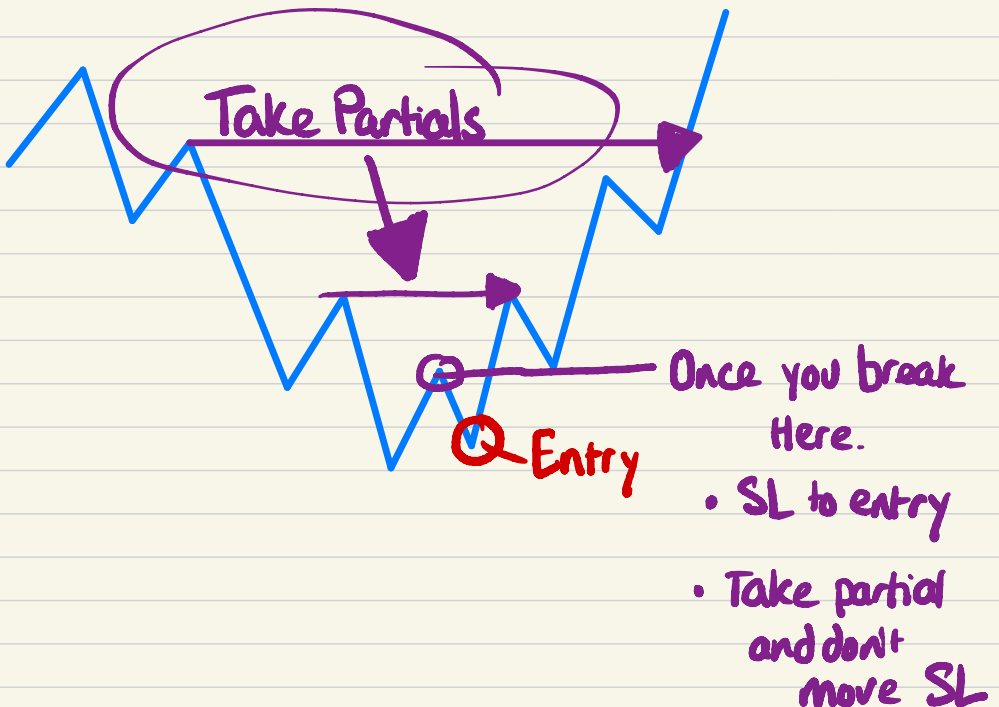 Take Partials
Once you break
Here.
Entry
• SL to entry
• Take partial
and don't
move SL